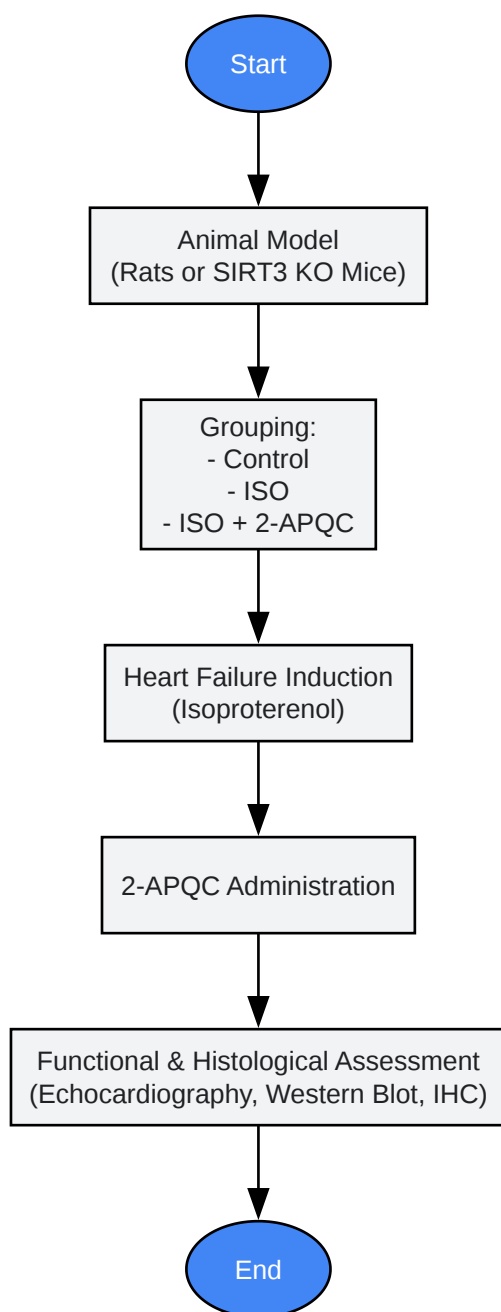 Start
Animal Model
(Rats or SIRT3 KO Mice)
Grouping:
- Control
- ISO
- ISO + 2-APQC
Heart Failure Induction
(Isoproterenol)
2-APQC Administration
Functional & Histological Assessment
(Echocardiography, Western Blot, IHC)
End